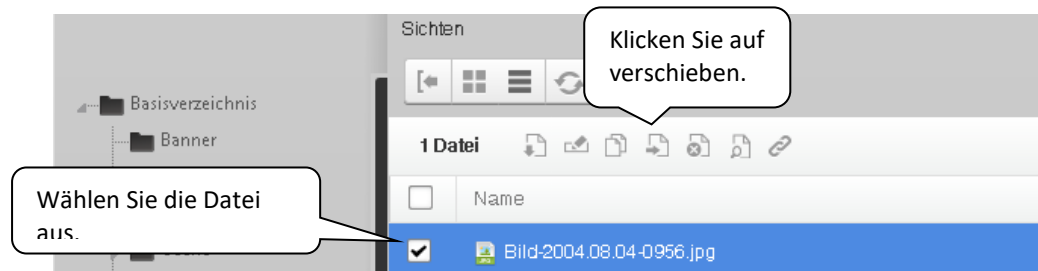 Sichten
Klicken Sie auf
verschieben.
Basisverzeichnis
Banner
1 Datei
Wählen Sie die Datei
aus.
Name
Bild-2004.08.04-0956.jpg